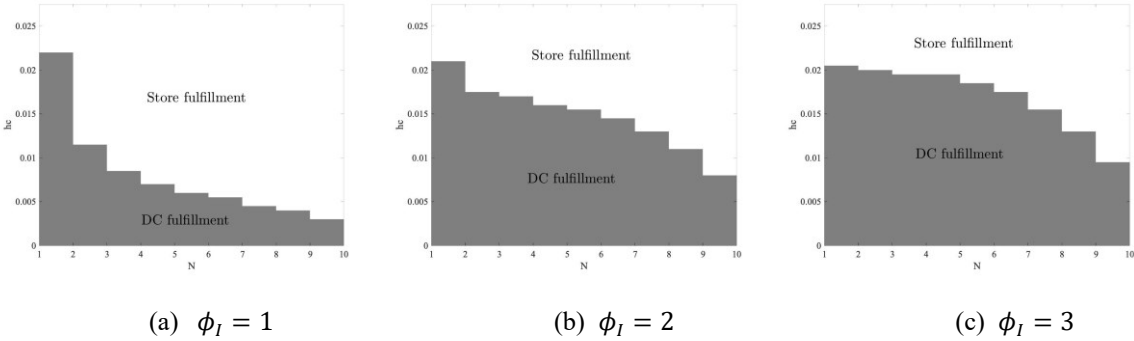 0.025
0.02
0.015
0.01
0.005
0
hc
Store fulfillment
DC fulfillment
1 2 3 4 5 6 7 8 9 10
N
(a) ϕ_I = 1
0.025
0.02
0.015
0.01
0.005
0
hc
Store fulfillment
DC fulfillment
1 2 3 4 5 6 7 8 9 10
N
(b) ϕ_I = 2
0.025
0.02
0.015
0.01
0.005
0
hc
Store fulfillment
DC fulfillment
1 2 3 4 5 6 7 8 9 10
N
(c) ϕ_I = 3